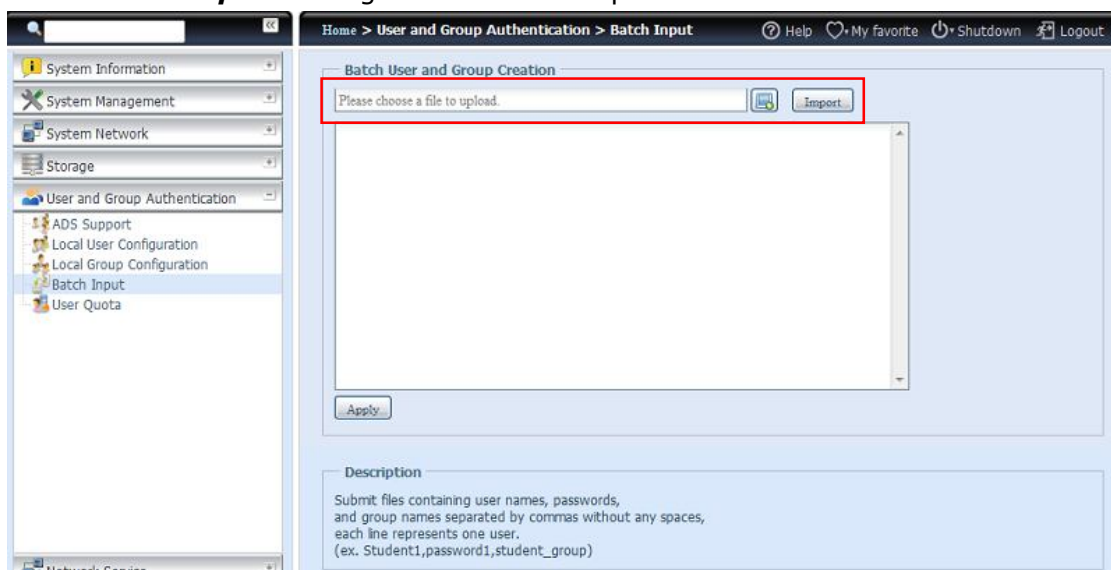 Home > User and Group Authentication > Batch Input
Help My favorite Shutdown Logout
System Information
System Management
System Network
Storage
User and Group Authentication
ADS Support
Local User Configuration
Local Group Configuration
Batch Input
User Quota
Batch User and Group Creation
Please choose a file to upload.
Import
Apply
Description
Submit files containing user names, passwords,
and group names separated by commas without any spaces,
each line represents one user.
(ex. Student1,password1,student_group)